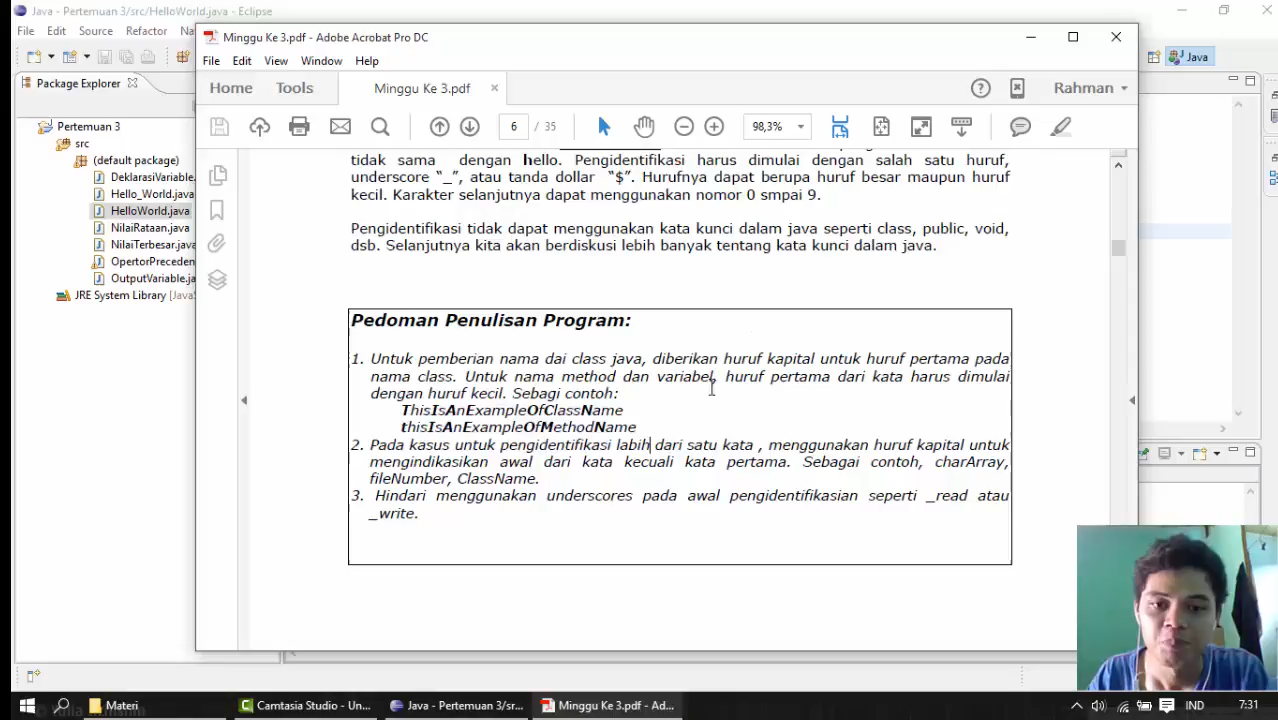 Java - Pertemuan 3/src/HelloWorld.java - Eclipse
File Edit Source Refactor
Package Explorer
Java
Pertemuan 3
src
(default package)
DeklarasiVariable.
Hello_World.java
HelloWorld.java
NilaiRataan.java
NilaiTerbesar.java
OpertorPreceden
OutputVariable.ja
JRE System Library [Java
Minggu Ke 3.pdf - Adobe Acrobat Pro DC
File Edit View Window Help
Home Tools Minggu Ke 3.pdf Rahman
6 / 35 98,3%
tidak sama dengan hello. Pengidentifikasi harus dimulai dengan salah satu huruf,
underscore “_”, atau tanda dollar “$”. Hurufnya dapat berupa huruf besar maupun huruf
kecil. Karakter selanjutnya dapat menggunakan nomor 0 smpai 9.
Pengidentifikasi tidak dapat menggunakan kata kunci dalam java seperti class, public, void,
dsb. Selanjutnya kita akan berdiskusi lebih banyak tentang kata kunci dalam java.
Pedoman Penulisan Program:
1. Untuk pemberian nama dai class java, diberikan huruf kapital untuk huruf pertama pada
nama class. Untuk nama method dan variabel, huruf pertama dari kata harus dimulai
dengan huruf kecil. Sebagi contoh:
ThisIsAnExampleOfClassName
thisIsAnExampleOfMethodName
2. Pada kasus untuk pengidentifikasi labih dari satu kata , menggunakan huruf kapital untuk
mengindikasikan awal dari kata kecuali kata pertama. Sebagai contoh, charArray,
fileNumber, ClassName.
3. Hindari menggunakan underscores pada awal pengidentifikasian seperti _read atau
_write.
Materi Camtasia Studio - Un... Java - Pertemuan 3/sr... Minggu Ke 3.pdf - Ad... IND 7:31